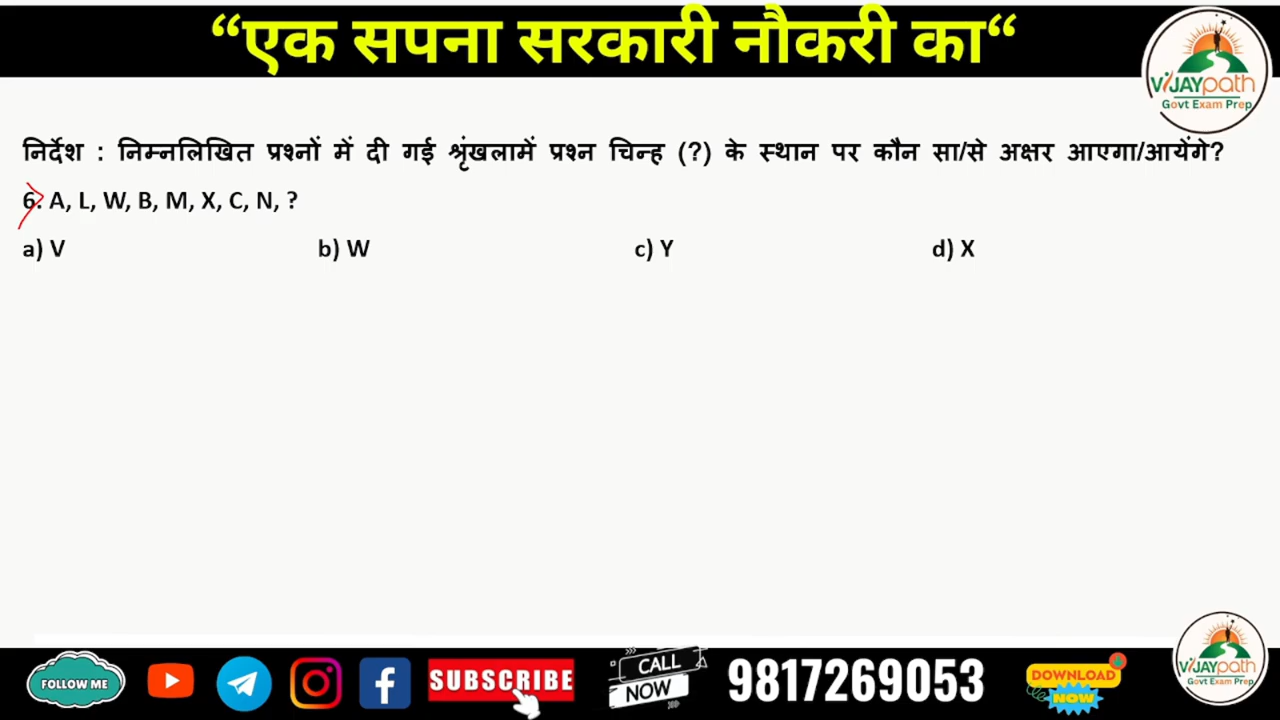 “एक सपना सरकारी नौकरी का“
VIJAYpath
Govt Exam Prep
निर्देश : निम्नलिखित प्रश्नों में दी गई श्रृंखलामें प्रश्न चिन्ह (?) के स्थान पर कौन सा/से अक्षर आएगा/आयेंगे?
6. A, L, W, B, M, X, C, N, ?
a) V b) W c) Y d) X
FOLLOW ME
SUBSCRIBE
CALL NOW
9817269053
DOWNLOAD NOW
VIJAYpath
Govt Exam Prep